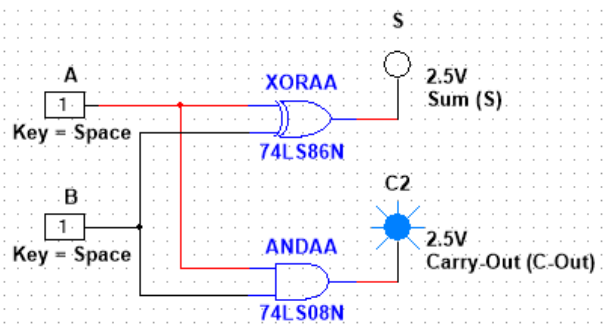 S
A
XORAA
2.5V
Sum (S)
1
Key = Space
74LS86N
B
C2
1
2.5V
Key = Space
ANDAA
Carry-Out (C-Out)
74LS08N